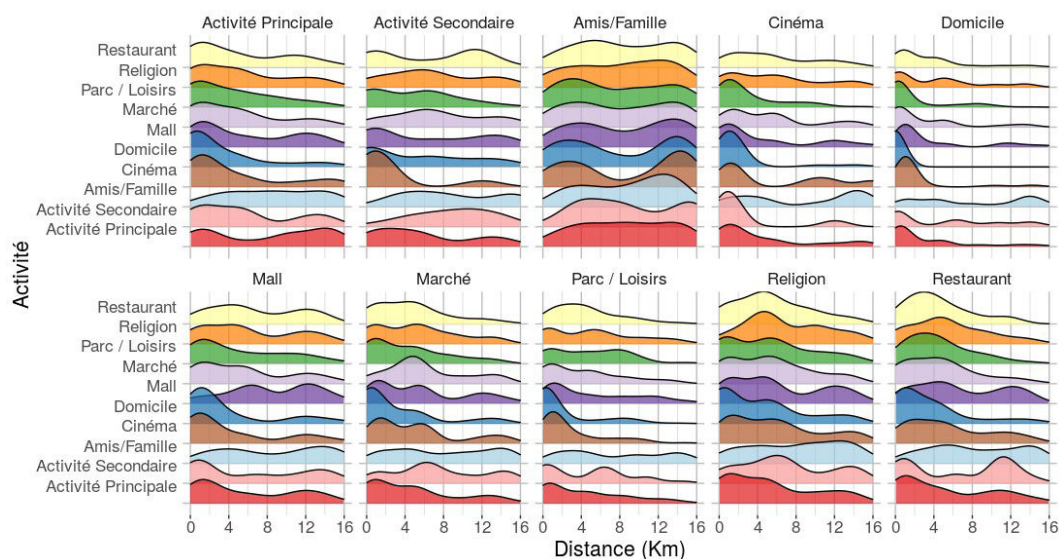 Activité Principale Activité Secondaire Amis/Famille Cinéma Domicile
Restaurant
Religion
Parc / Loisirs
Marché
Mall
Domicile
Cinéma
Amis/Famille
Activité Secondaire
Activité Principale
Activité
Mall Marché Parc / Loisirs Religion Restaurant
Restaurant
Religion
Parc / Loisirs
Marché
Mall
Domicile
Cinéma
Amis/Famille
Activité Secondaire
Activité Principale
0 4 8 12 16 0 4 8 12 16 0 4 8 12 16 0 4 8 12 16 0 4 8 12 16
Distance (Km)